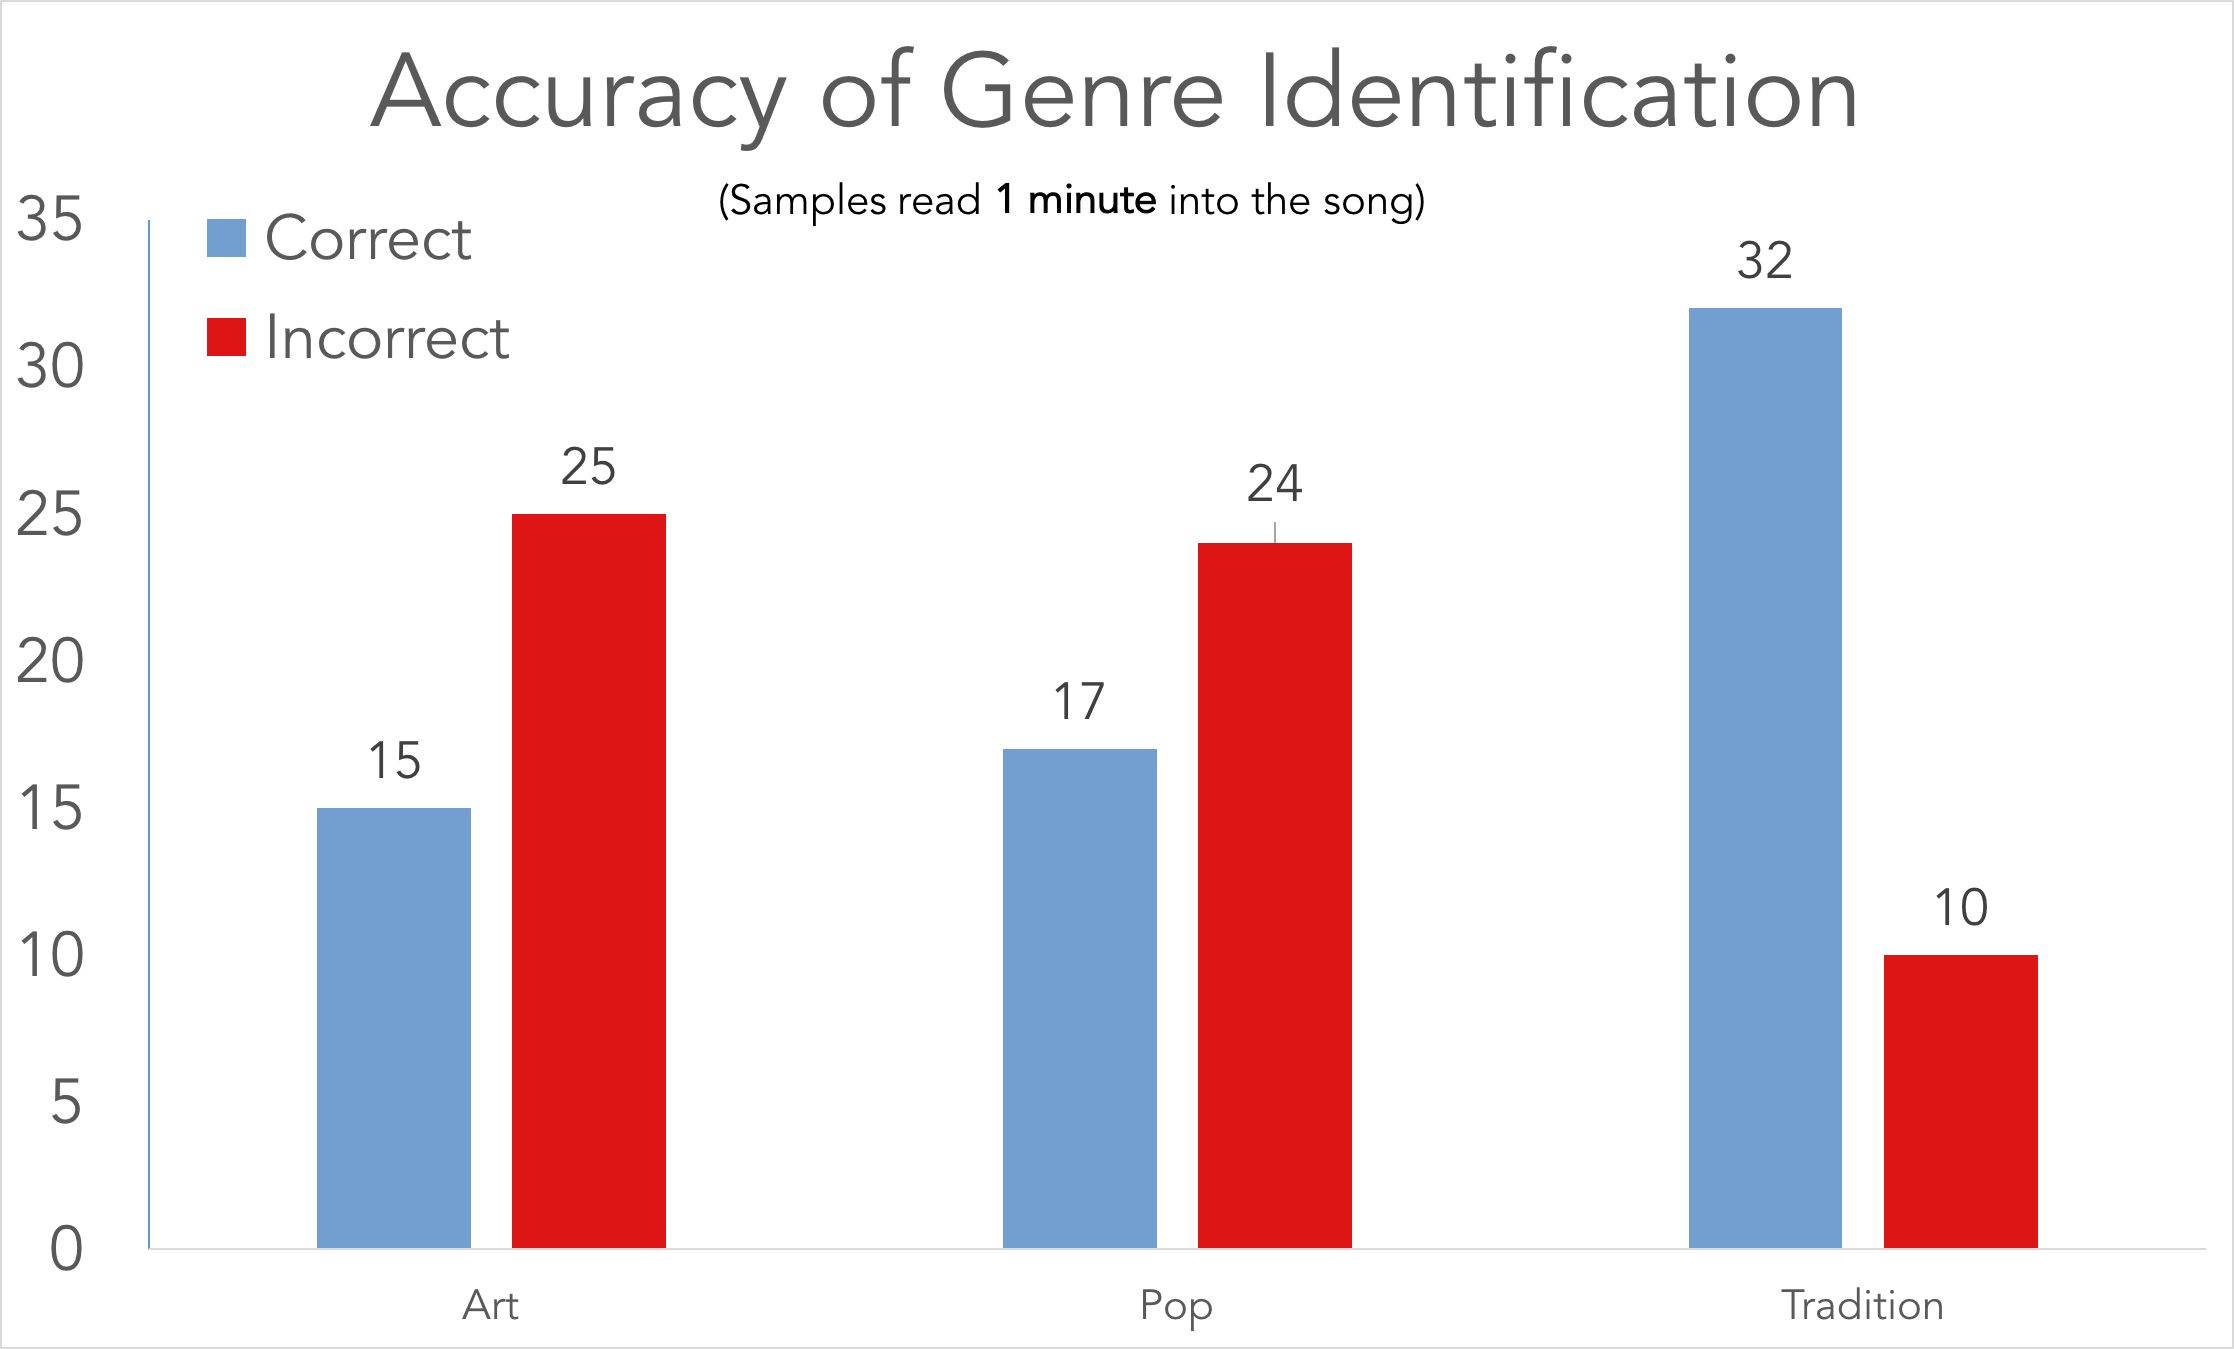 Accuracy of Genre Identification
(Samples read 1 minute into the song)
Correct
Incorrect
35
30
25
20
15
10
5
0
15
25
17
24
32
10
Art
Pop
Tradition